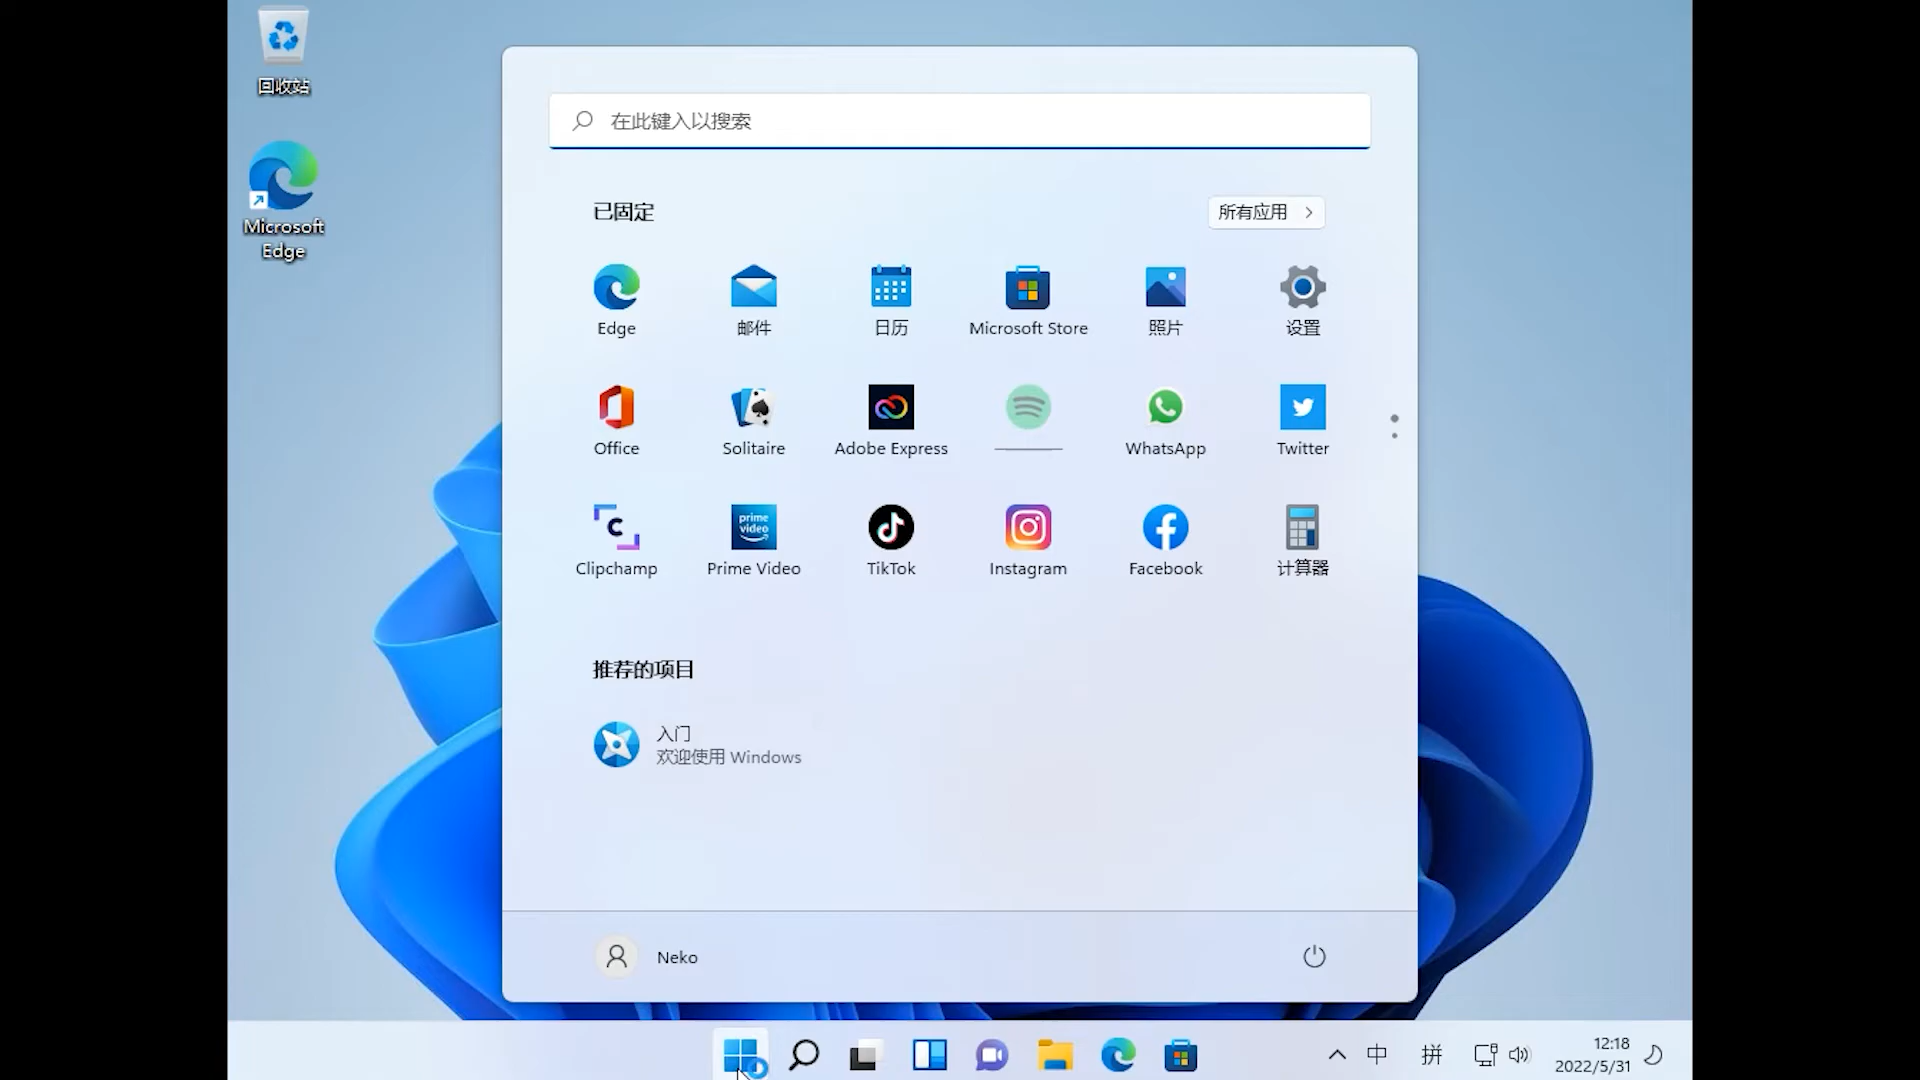 回收站
Microsoft
Edge
在此键入以搜索
已固定
所有应用
Edge
邮件
日历
Microsoft Store
照片
设置
Office
Solitaire
Adobe Express
WhatsApp
Twitter
C
Clipchamp
prime
video
Prime Video
TikTok
Instagram
Facebook
计算器
推荐的项目
入门
欢迎使用 Windows
Neko
中
拼
12:18
2022/5/31